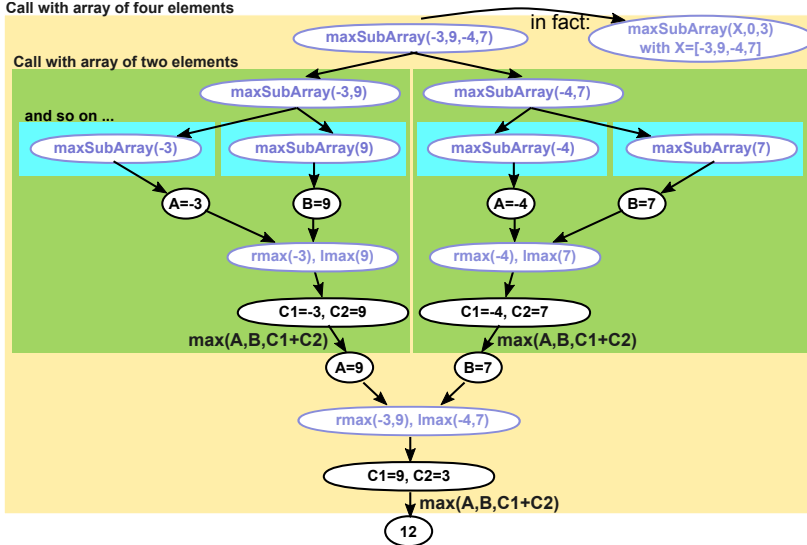 Call with array of four elements
maxSubArray(-3,9,-4,7)
in fact:
maxSubArray(X,0,3)
with X=[-3,9,-4,7]
Call with array of two elements
maxSubArray(-3,9)
maxSubArray(-4,7)
and so on ...
maxSubArray(-3)
maxSubArray(9)
maxSubArray(-4)
maxSubArray(7)
A=-3
B=9
A=-4
B=7
rmax(-3), lmax(9)
rmax(-4), lmax(7)
C1=-3, C2=9
C1=-4, C2=7
max(A,B,C1+C2)
max(A,B,C1+C2)
A=9
B=7
rmax(-3,9), lmax(-4,7)
C1=9, C2=3
max(A,B,C1+C2)
12